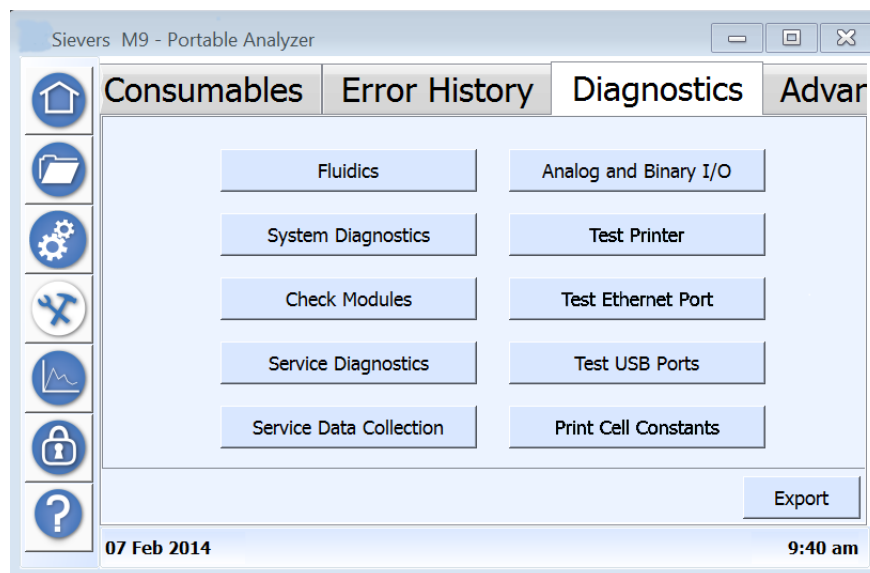 Sievers M9 - Portable Analyzer
Consumables Error History Diagnostics Advan
Fluidics Analog and Binary I/O
System Diagnostics Test Printer
Check Modules Test Ethernet Port
Service Diagnostics Test USB Ports
Service Data Collection Print Cell Constants
Export
07 Feb 2014 9:40 am